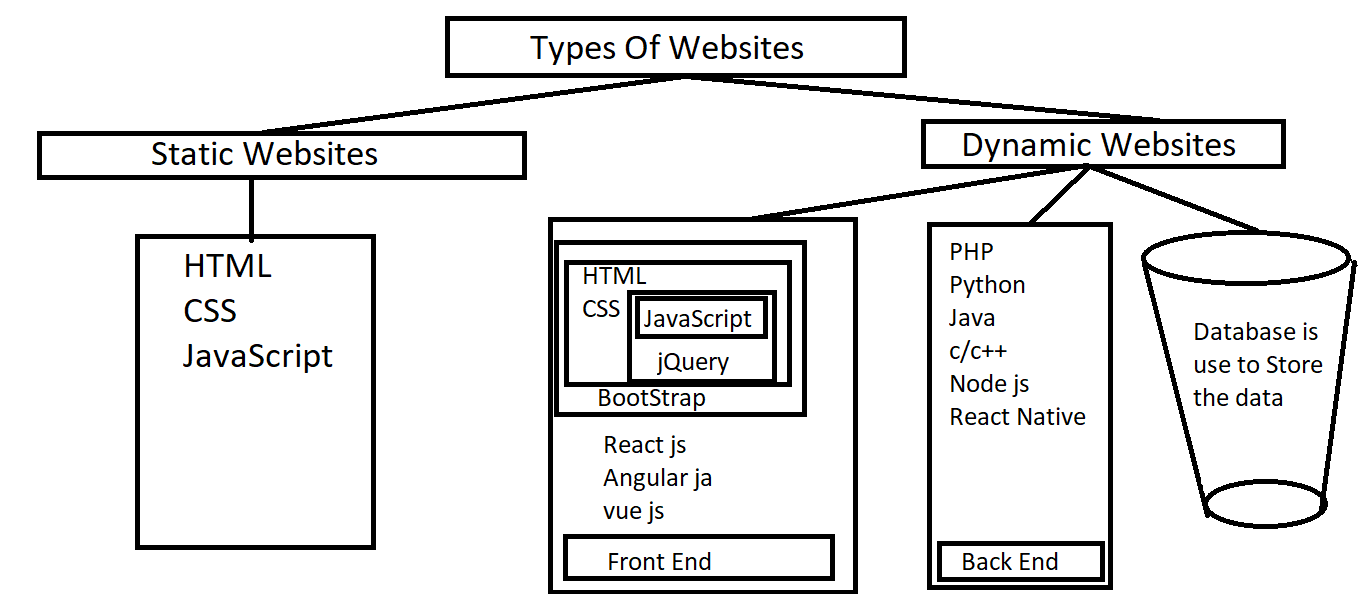 Types Of Websites
Static Websites
Dynamic Websites
HTML
CSS
JavaScript
HTML
CSS
JavaScript
jQuery
BootStrap
React js
Angular ja
vue js
Front End
PHP
Python
Java
c/c++
Node js
React Native
Back End
Database is
use to Store
the data